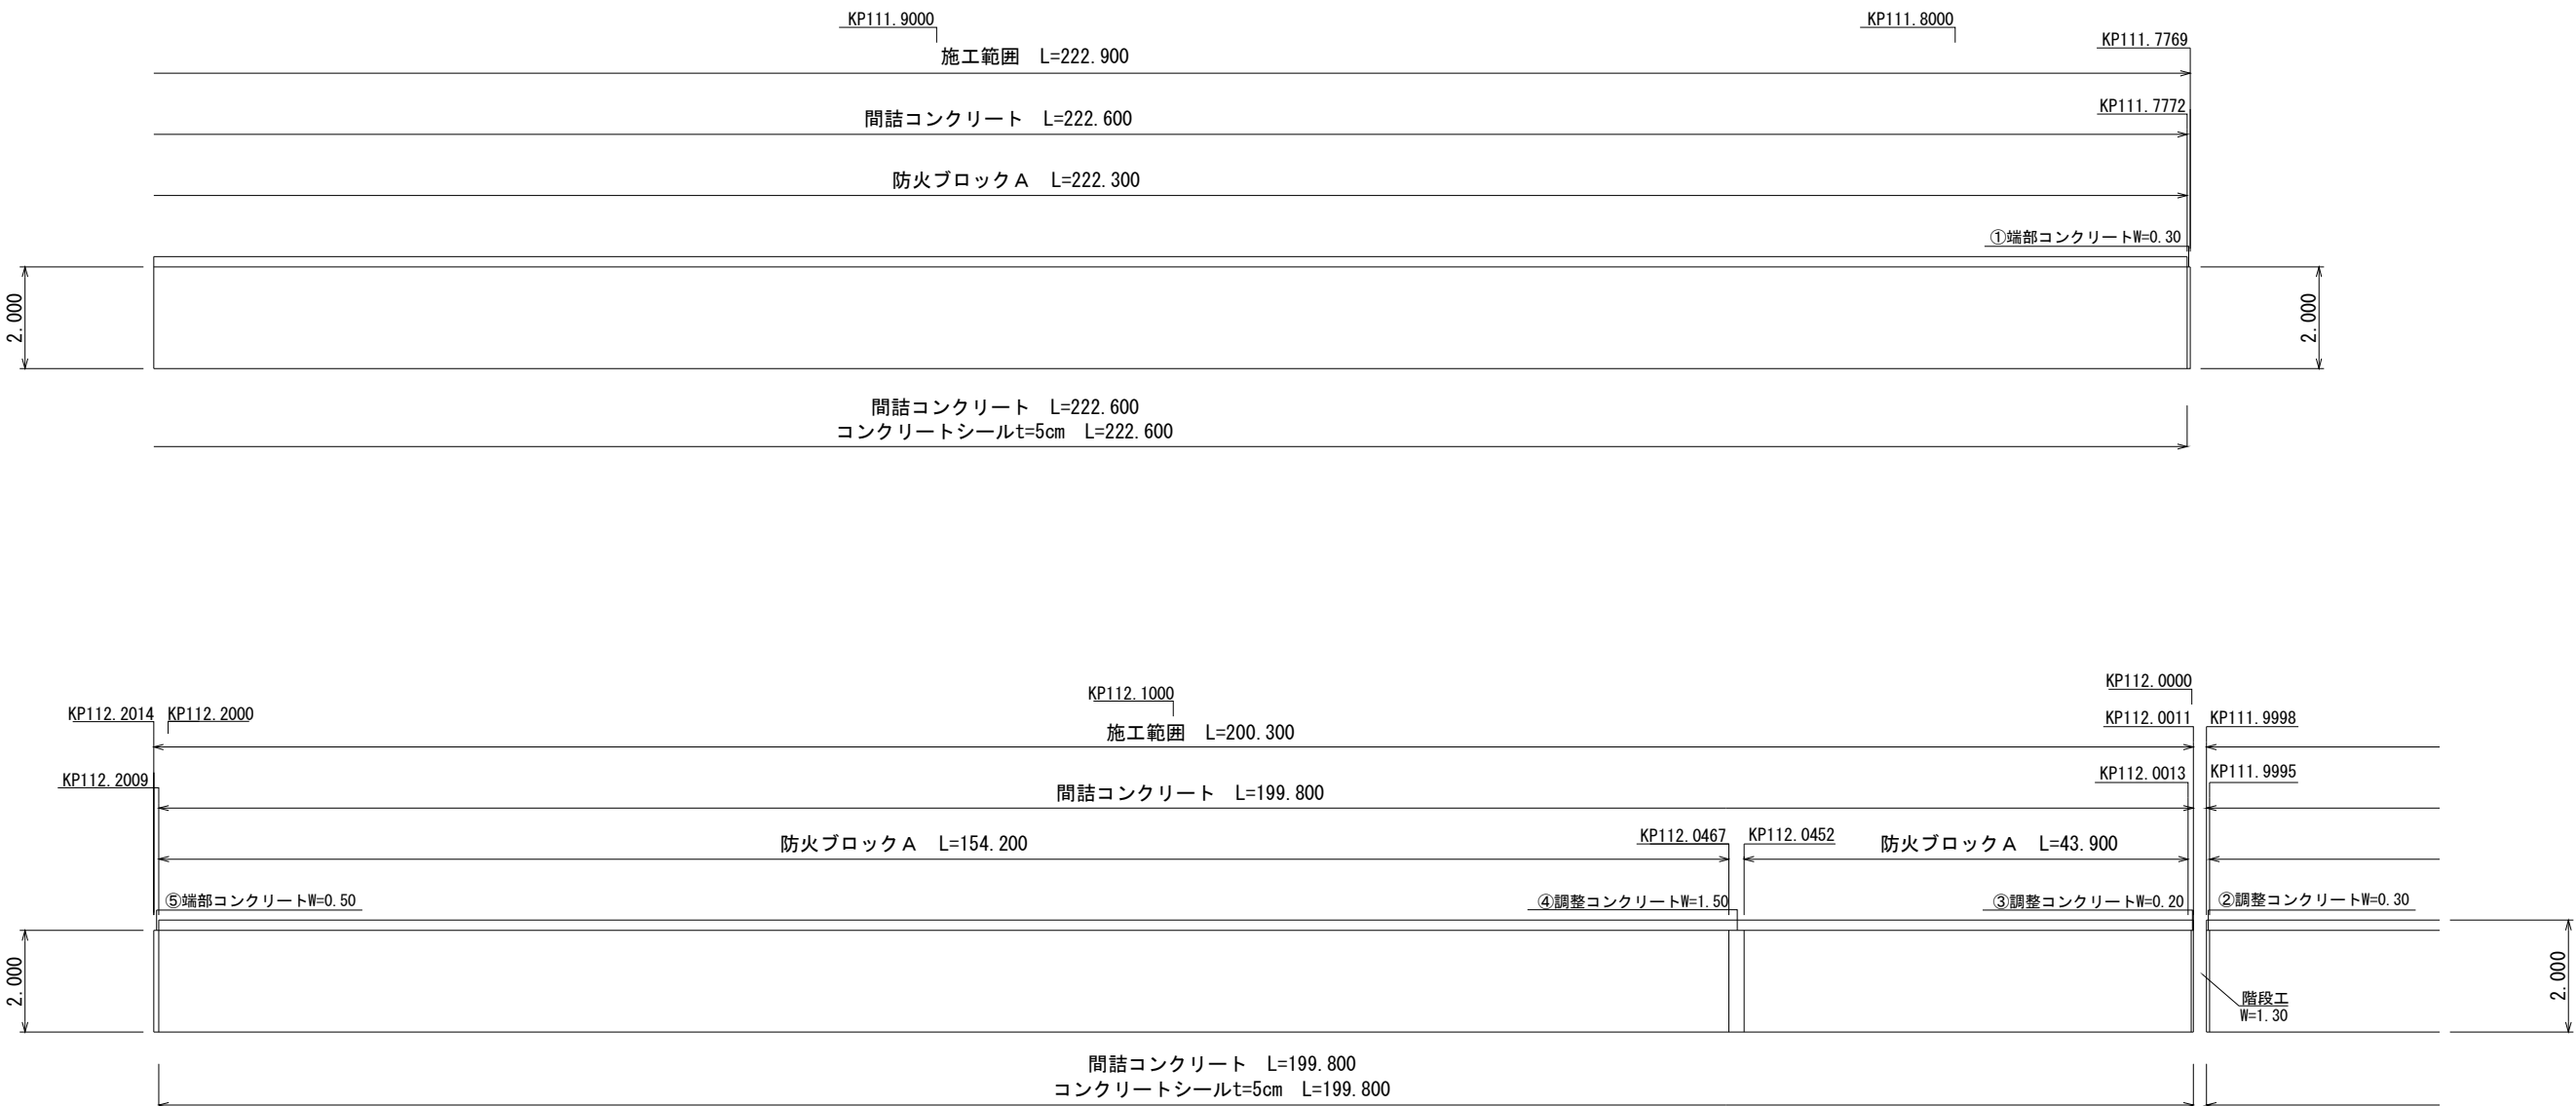 KP111.9000
KP111.8000
KP111.7769
施工範囲 L=222.900
KP111.7772
間詰コンクリート L=222.600
防火ブロックA L=222.300
①端部コンクリートW=0.30
2.000
2.000
間詰コンクリート L=222.600
コンクリートシールt=5cm L=222.600
KP112.0000
KP112.1000
KP112.2014
KP112.2000
KP112.0011
KP111.9998
施工範囲 L=200.300
KP112.2009
KP112.0013
KP111.9995
間詰コンクリート L=199.800
KP112.0467
KP112.0452
防火ブロックA L=154.200
防火ブロックA L=43.900
⑤端部コンクリートW=0.50
④調整コンクリートW=1.50
③調整コンクリートW=0.20
②調整コンクリートW=0.30
2.000
2.000
階段工
W=1.30
間詰コンクリート L=199.800
コンクリートシールt=5cm L=199.800